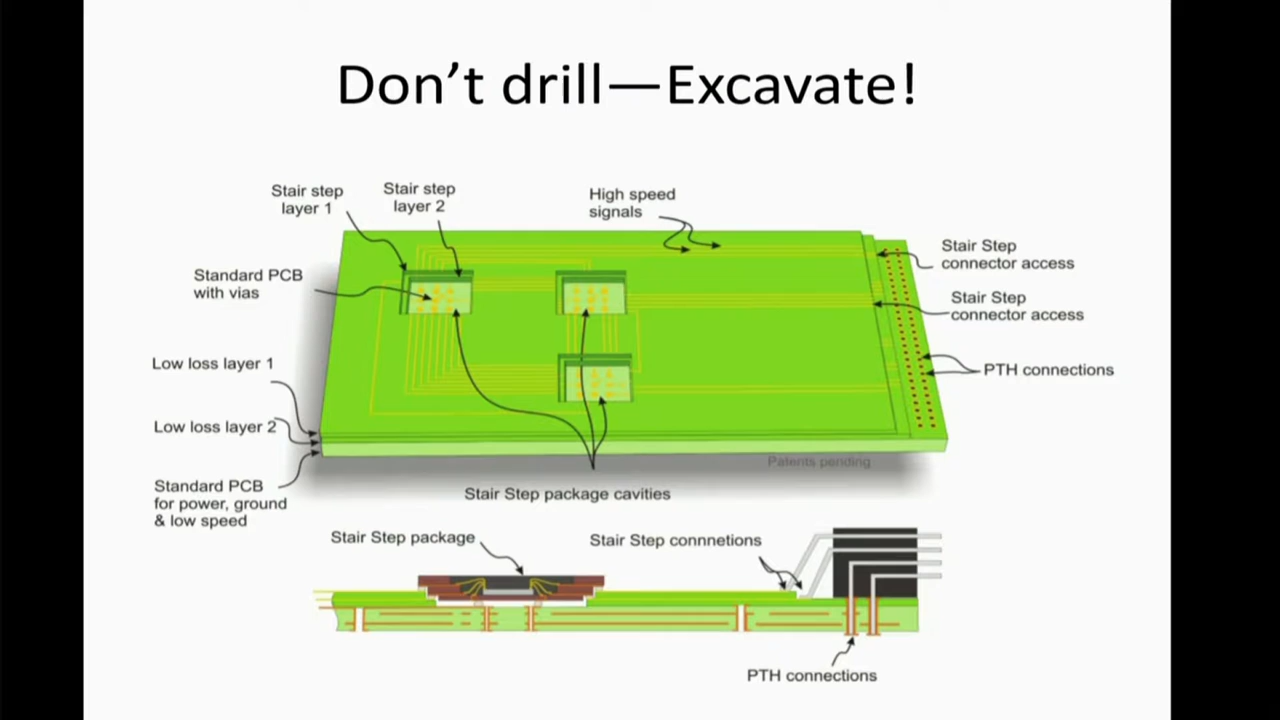 Don't drill—Excavate!
Stair step
layer 1
Stair step
layer 2
High speed
signals
Stair Step
connector access
Standard PCB
with vias
Stair Step
connector access
Low loss layer 1
PTH connections
Low loss layer 2
Patents pending
Standard PCB
for power, ground
& low speed
Stair Step package cavities
Stair Step package
Stair Step connnetions
PTH connections